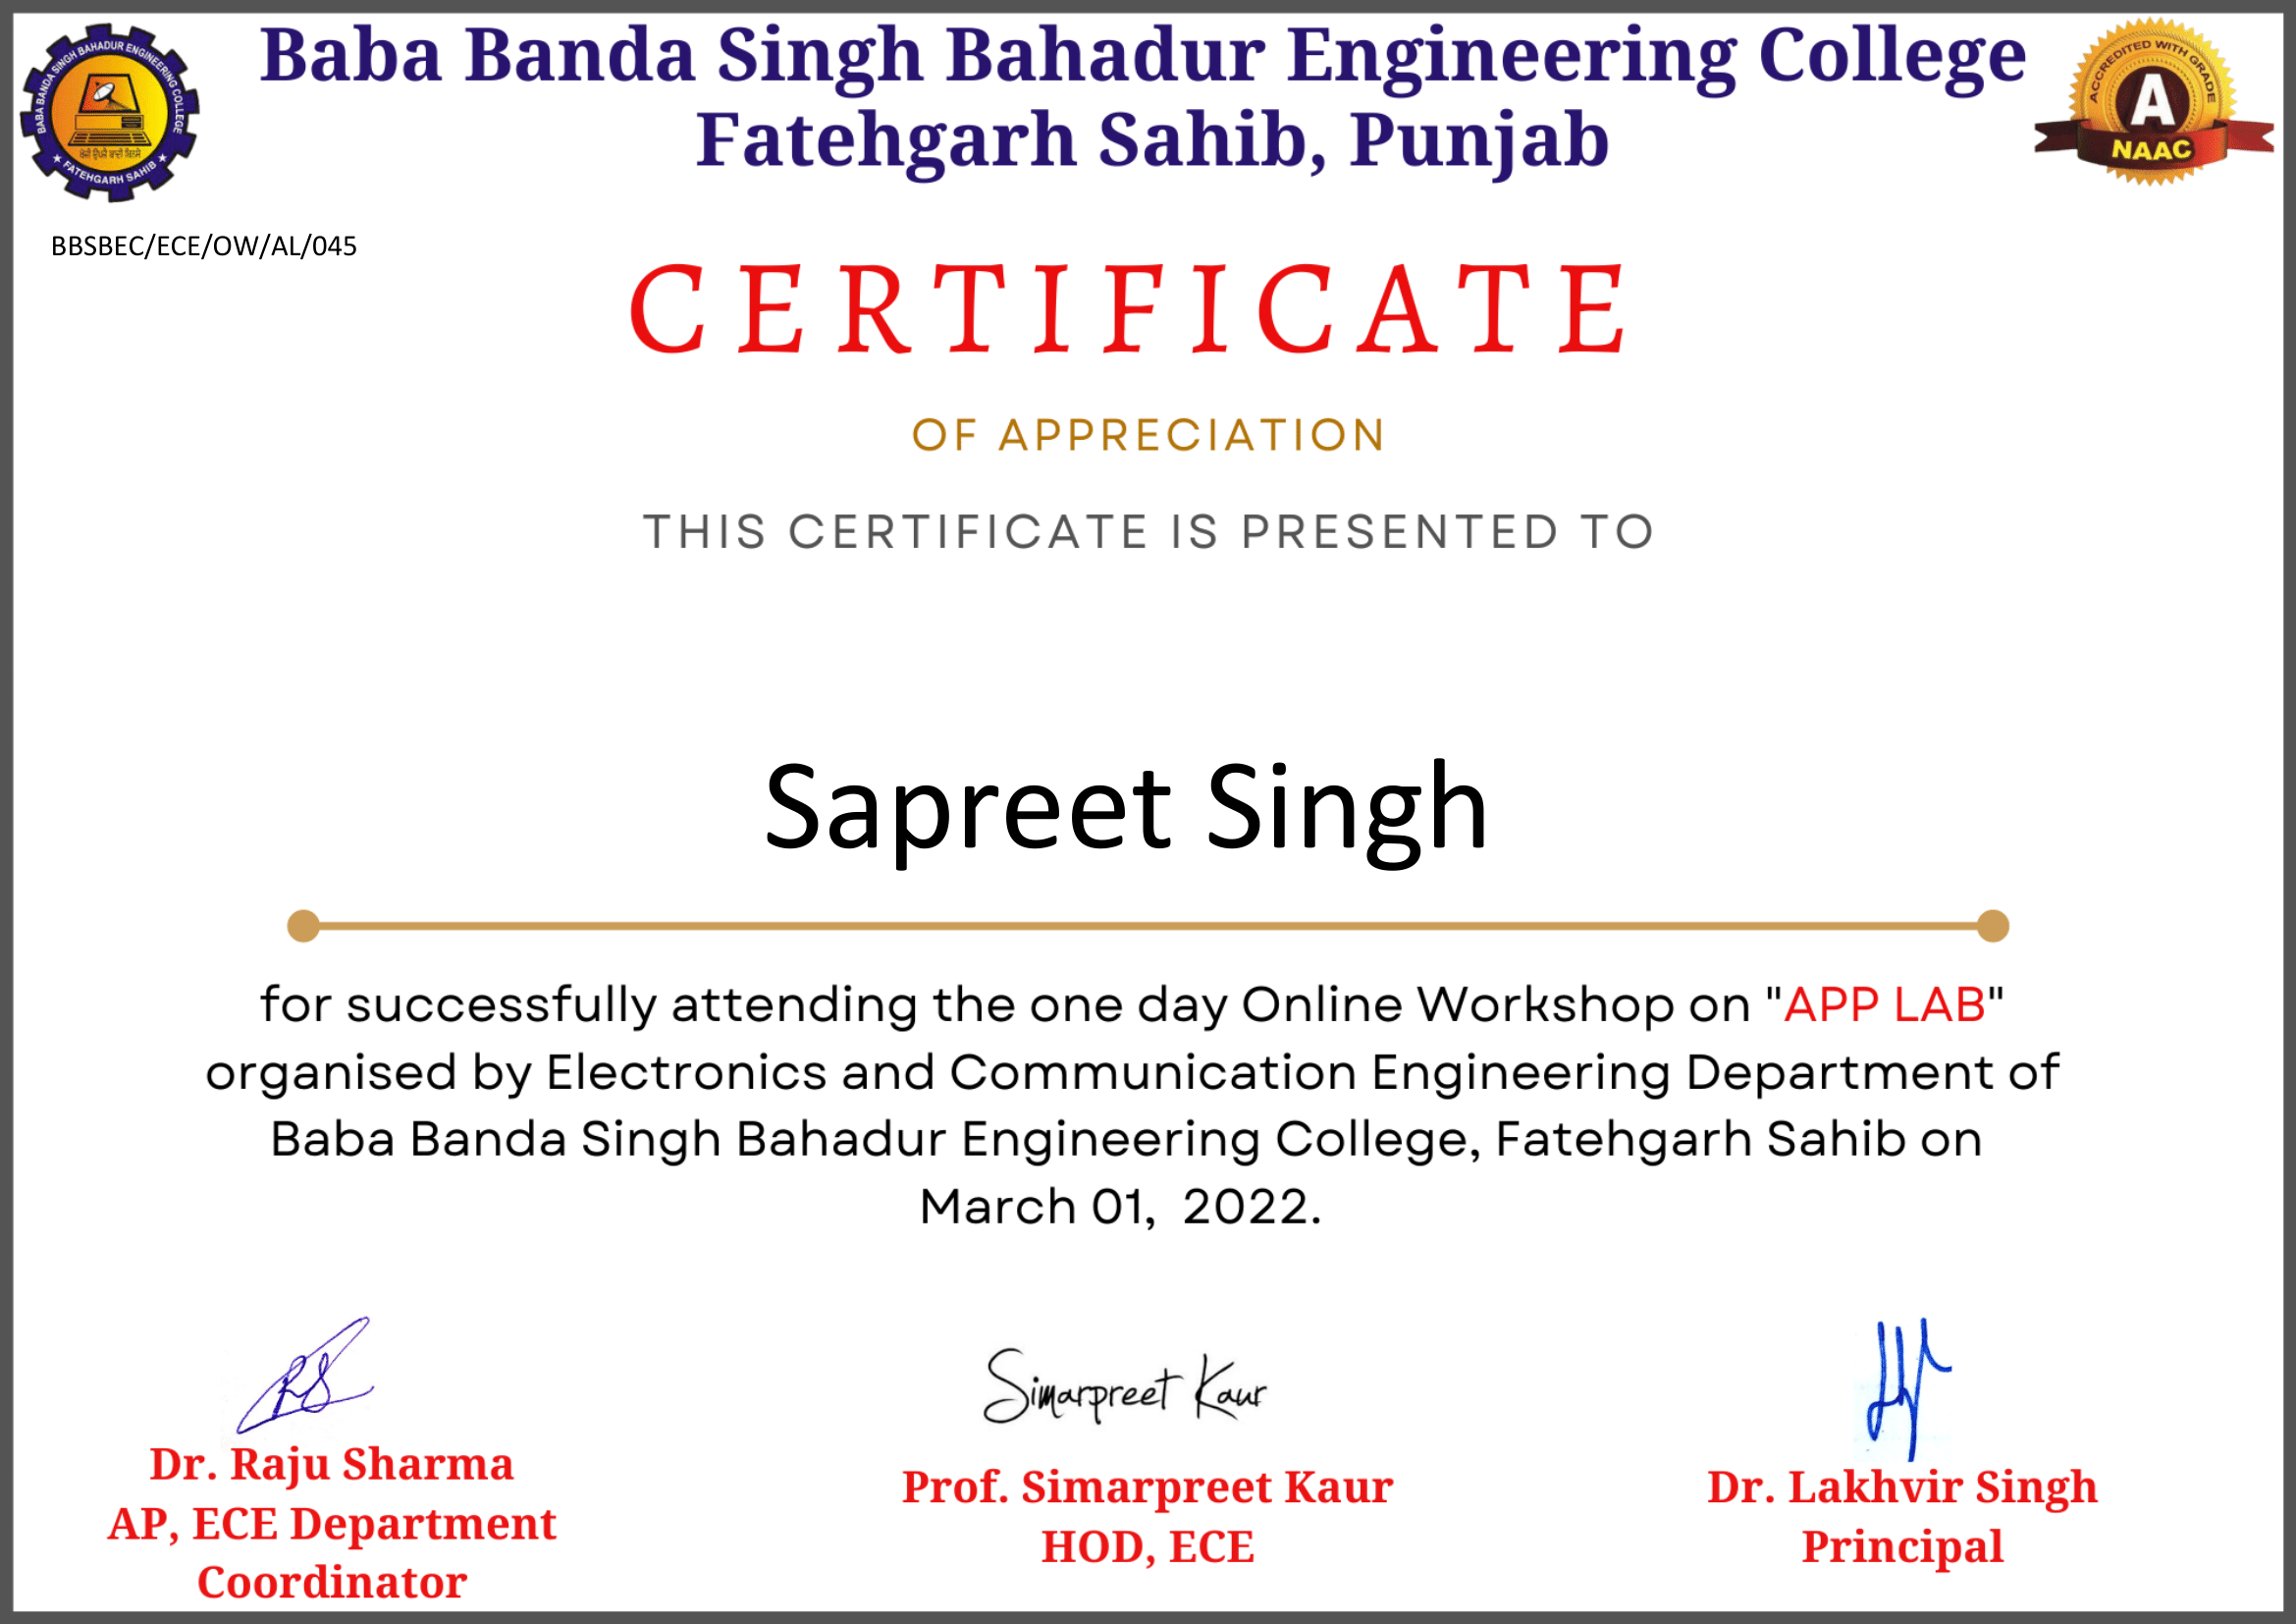 Baba Banda Singh Bahadur Engineering College
Fatehgarh Sahib, Punjab
BABA BANDA SINGH BAHADUR ENGINEERING COLLEGE
★ FATEHGARH SAHIB ★
ACCREDITED WITH GRADE
A
NAAC
BBSBEC/ECE/OW/AL/045
CERTIFICATE
OF APPRECIATION
THIS CERTIFICATE IS PRESENTED TO
Sapreet Singh
for successfully attending the one day Online Workshop on "APP LAB"
organised by Electronics and Communication Engineering Department of
Baba Banda Singh Bahadur Engineering College, Fatehgarh Sahib on
March 01, 2022.
RS
Simarpreet Kaur
Dr. Raju Sharma
AP, ECE Department
Coordinator
Prof. Simarpreet Kaur
HOD, ECE
Dr. Lakhvir Singh
Principal